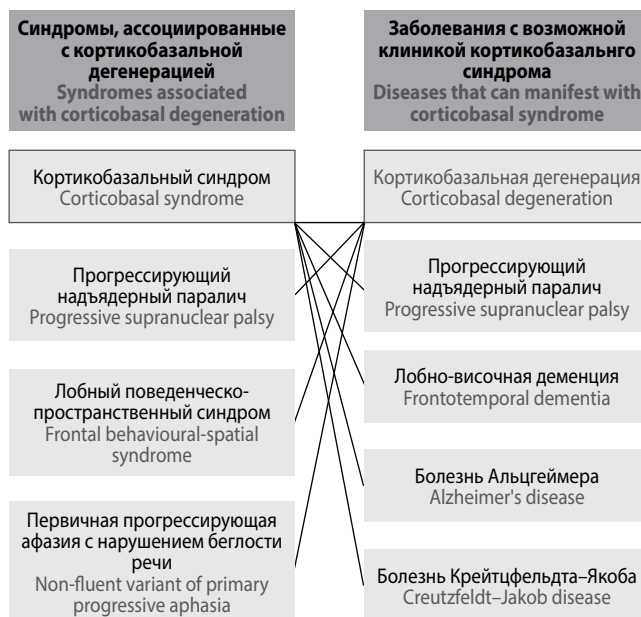 Синдромы, ассоциированные
с кортикобазальной
дегенерацией
Syndromes associated
with corticobasal degeneration
Заболевания с возможной
клиникой кортикобазальнго
синдрома
Diseases that can manifest with
corticobasal syndrome
Кортикобазальный синдром
Corticobasal syndrome
Кортикобазальная дегенерация
Corticobasal degeneration
Прогрессирующий
надъядерный паралич
Progressive supranuclear palsy
Прогрессирующий
надъядерный паралич
Progressive supranuclear palsy
Лобный поведенческо-
пространственный синдром
Frontal behavioural-spatial
syndrome
Лобно-височная деменция
Frontotemporal dementia
Болезнь Альцгеймера
Alzheimer's disease
Первичная прогрессирующая
афазия с нарушением беглости
речи
Non-fluent variant of primary
progressive aphasia
Болезнь Крейтцфельдта–Якоба
Creutzfeldt–Jakob disease